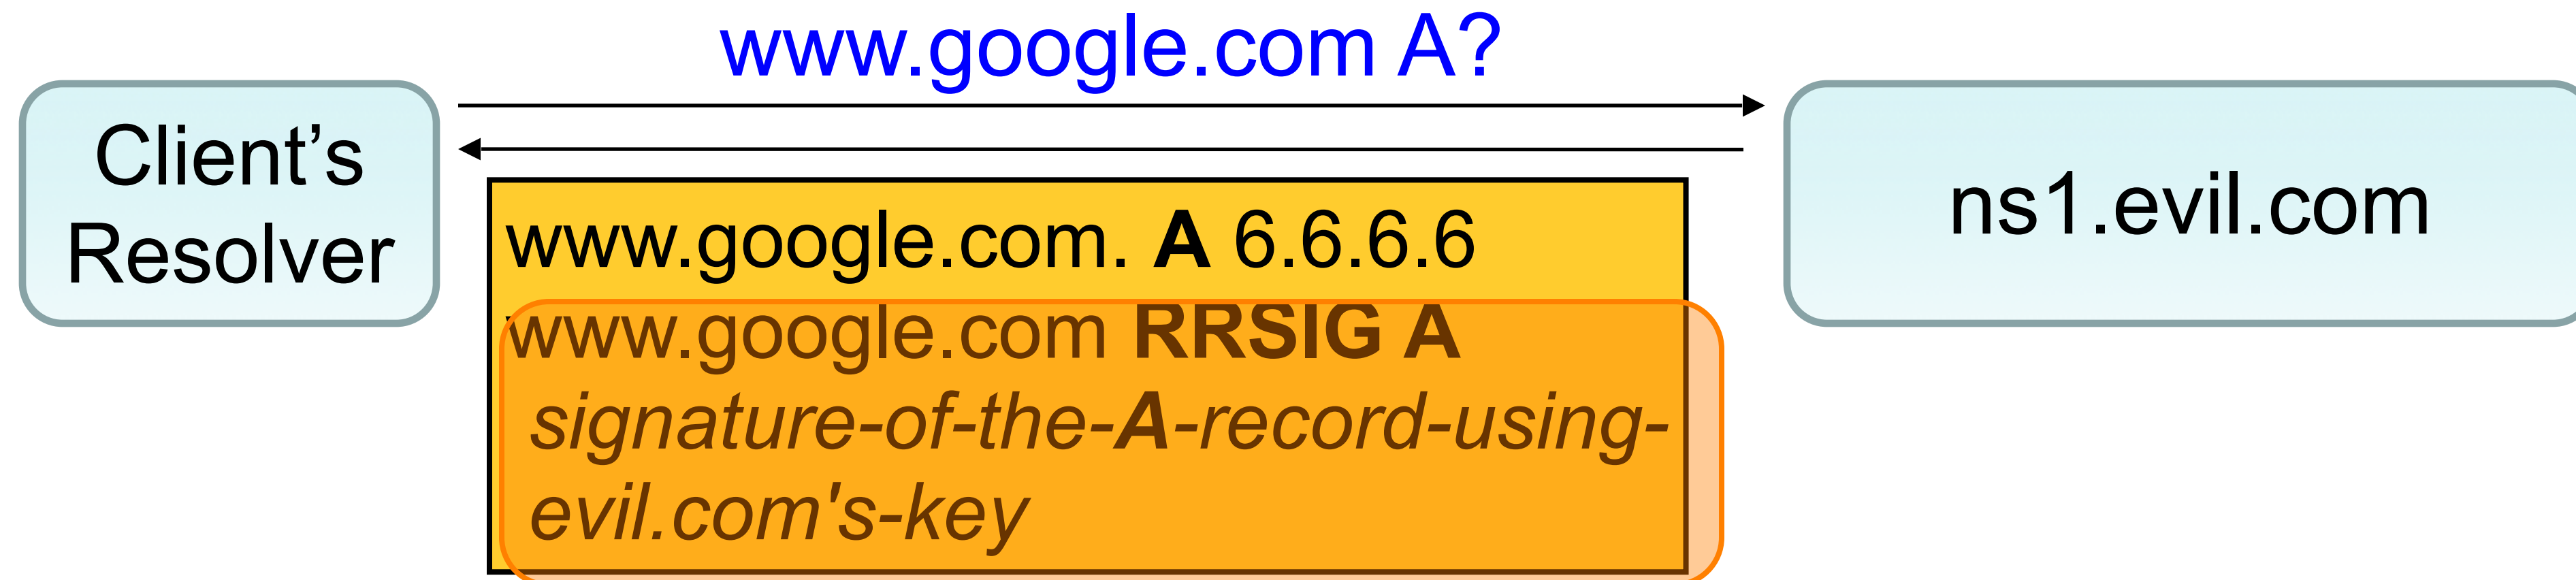 www.google.com A?
Client’s
Resolver
www.google.com. A 6.6.6.6
www.google.com RRSIG A
signature-of-the-A-record-using-
evil.com's-key
ns1.evil.com